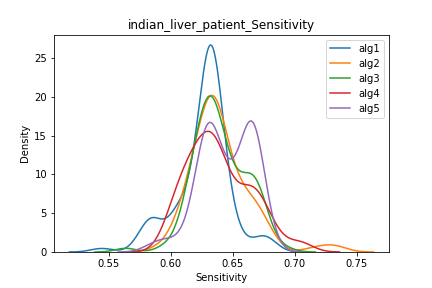 indian_liver_patient_Sensitivity
alg1
alg2
alg3
alg4
alg5
Density
25
20
15
10
5
0
0.55 0.60 0.65 0.70 0.75
Sensitivity